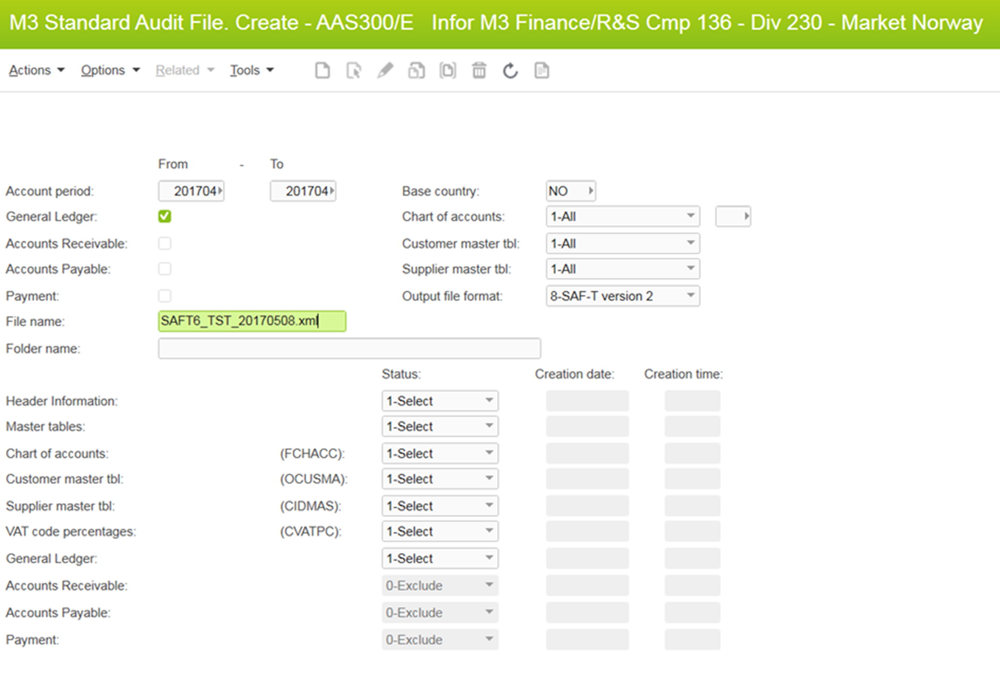 M3 Standard Audit File. Create - AAS300/E Infor M3 Finance/R&S Cmp 136 - Div 230 - Market Norway
Actions Options Related Tools
From - To
Account period: 201704 201704 Base country: NO
General Ledger: Chart of accounts: 1-All
Accounts Receivable: Customer master tbl: 1-All
Accounts Payable: Supplier master tbl: 1-All
Payment: Output file format: 8-SAF-T version 2
File name: SAFT6_TST_20170508.xml
Folder name:
Status: Creation date: Creation time:
Header Information: 1-Select
Master tables: 1-Select
Chart of accounts: (FCHACC): 1-Select
Customer master tbl: (OCUSMA): 1-Select
Supplier master tbl: (CIDMAS): 1-Select
VAT code percentages: (CVATPC): 1-Select
General Ledger: 1-Select
Accounts Receivable: 0-Exclude
Accounts Payable: 0-Exclude
Payment: 0-Exclude